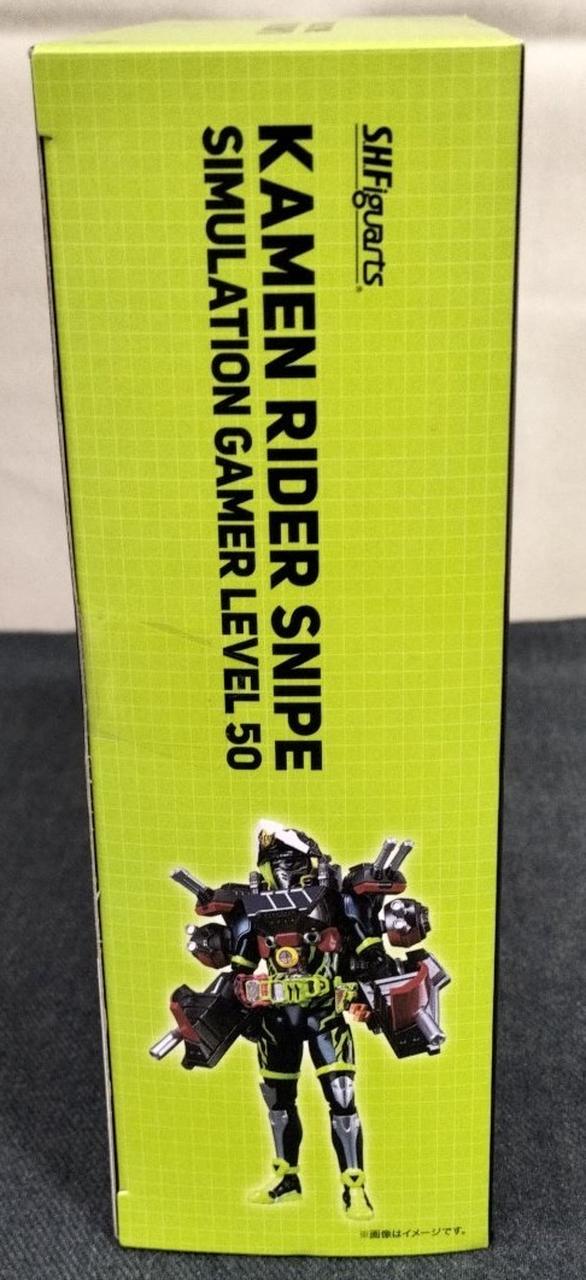 S.H.Figuarts®
KAMEN RIDER SNIPE
SIMULATION GAMER LEVEL 50
※画像はイメージです。